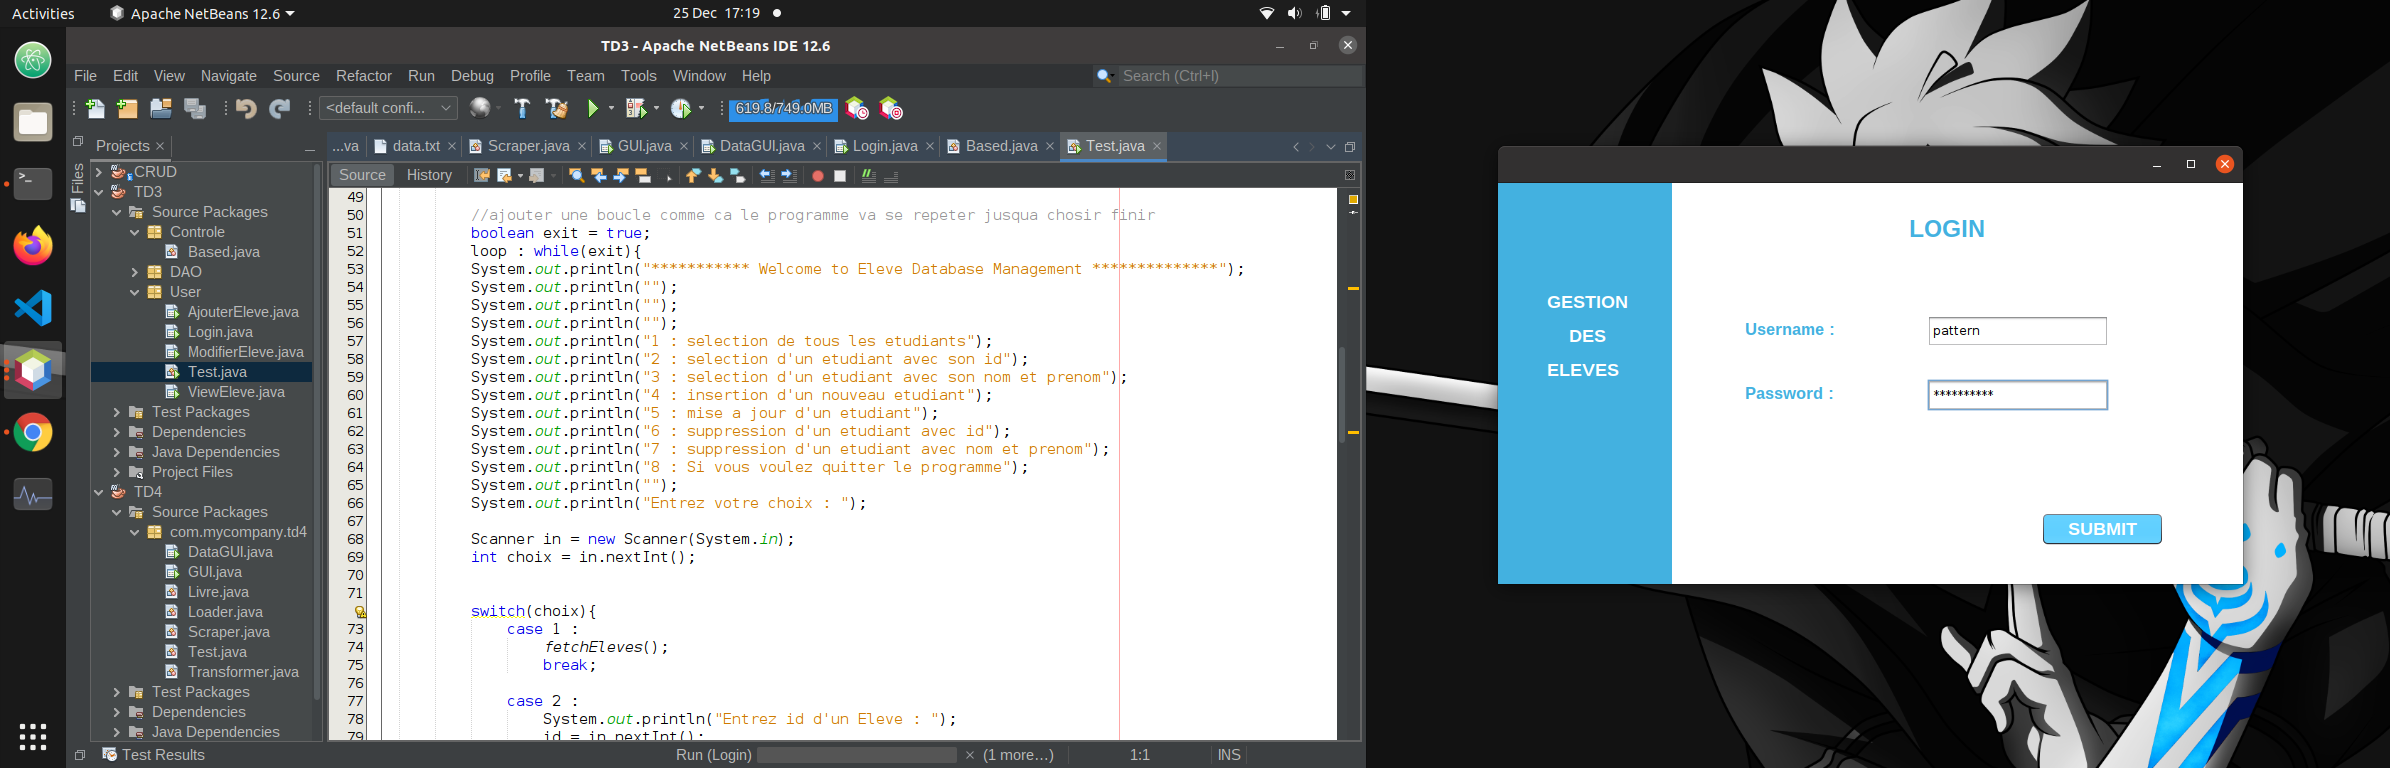 Activities
Apache NetBeans 12.6
25 Dec 17:19
TD3 - Apache NetBeans IDE 12.6
File Edit View Navigate Source Refactor Run Debug Profile Team Tools Window Help
Search (Ctrl+I)
<default confi...
619.8/749.0MB
Files
Projects
CRUD
TD3
Source Packages
Controle
Based.java
DAO
User
AjouterEleve.java
Login.java
ModifierEleve.java
Test.java
ViewEleve.java
Test Packages
Dependencies
Java Dependencies
Project Files
TD4
Source Packages
com.mycompany.td4
DataGUI.java
GUI.java
Livre.java
Loader.java
Scraper.java
Test.java
Transformer.java
Test Packages
Dependencies
Java Dependencies
...va data.txt Scraper.java GUI.java DataGUI.java Login.java Based.java Test.java
Source History
49
50 //ajouter une boucle comme ca le programme va se repeter jusqua chosir finir
51 boolean exit = true;
52 loop : while(exit){
53 System.out.println("*********** Welcome to Eleve Database Management **************");
54 System.out.println("");
55 System.out.println("");
56 System.out.println("");
57 System.out.println("1 : selection de tous les etudiants");
58 System.out.println("2 : selection d'un etudiant avec son id");
59 System.out.println("3 : selection d'un etudiant avec son nom et prenom");
60 System.out.println("4 : insertion d'un nouveau etudiant");
61 System.out.println("5 : mise a jour d'un etudiant");
62 System.out.println("6 : suppression d'un etudiant avec id");
63 System.out.println("7 : suppression d'un etudiant avec nom et prenom");
64 System.out.println("8 : Si vous voulez quitter le programme");
65 System.out.println("");
66 System.out.println("Entrez votre choix : ");
67
68 Scanner in = new Scanner(System.in);
69 int choix = in.nextInt();
70
71
switch(choix){
73 case 1 :
74 fetchEleves();
75 break;
76
77 case 2 :
78 System.out.println("Entrez id d'un Eleve : ");
79 id = in.nextInt();
Test Results
Run (Login)
(1 more...)
1:1
INS
GESTION
DES
ELEVES
LOGIN
Username : pattern
Password : **********
SUBMIT